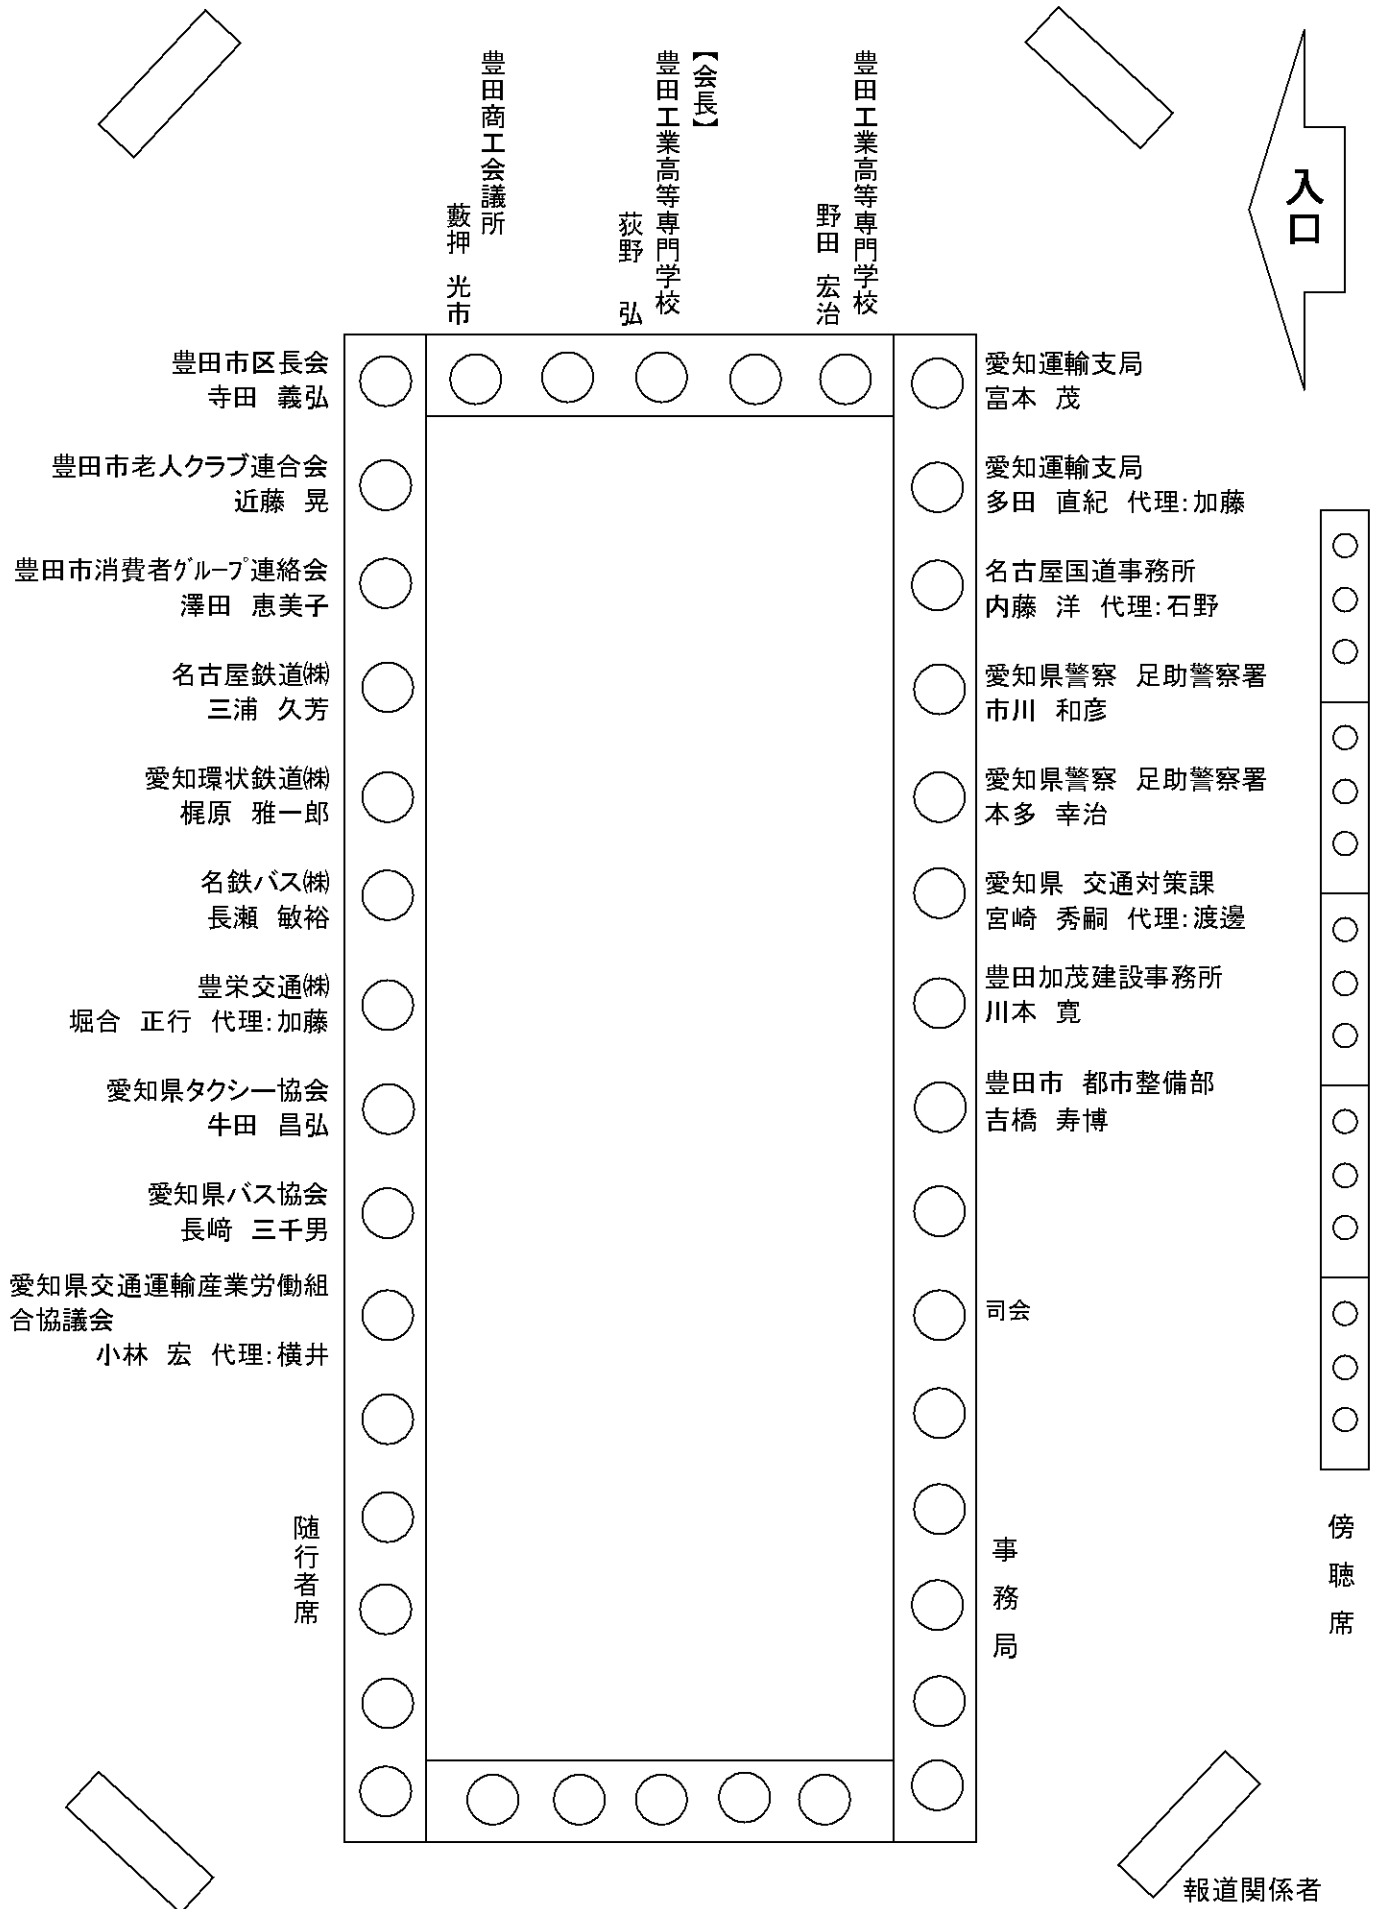 豊田商工会議所
藪押 光市
【会長】
豊田工業高等専門学校
荻野 弘
豊田工業高等専門学校
野田 宏治
入口
豊田市区長会
寺田 義弘
豊田市老人クラブ連合会
近藤 晃
豊田市消費者グループ連絡会
澤田 恵美子
名古屋鉄道㈱
三浦 久芳
愛知環状鉄道㈱
梶原 雅一郎
名鉄バス㈱
長瀬 敏裕
豊栄交通㈱
堀合 正行 代理:加藤
愛知県タクシー協会
牛田 昌弘
愛知県バス協会
長﨑 三千男
愛知県交通運輸産業労働組
合協議会
小林 宏 代理:横井
随行者席
愛知運輸支局
富本 茂
愛知運輸支局
多田 直紀 代理:加藤
名古屋国道事務所
内藤 洋 代理:石野
愛知県警察 足助警察署
市川 和彦
愛知県警察 足助警察署
本多 幸治
愛知県 交通対策課
宮崎 秀嗣 代理:渡邊
豊田加茂建設事務所
川本 寛
豊田市 都市整備部
吉橋 寿博
司会
事務局
傍聴席
報道関係者